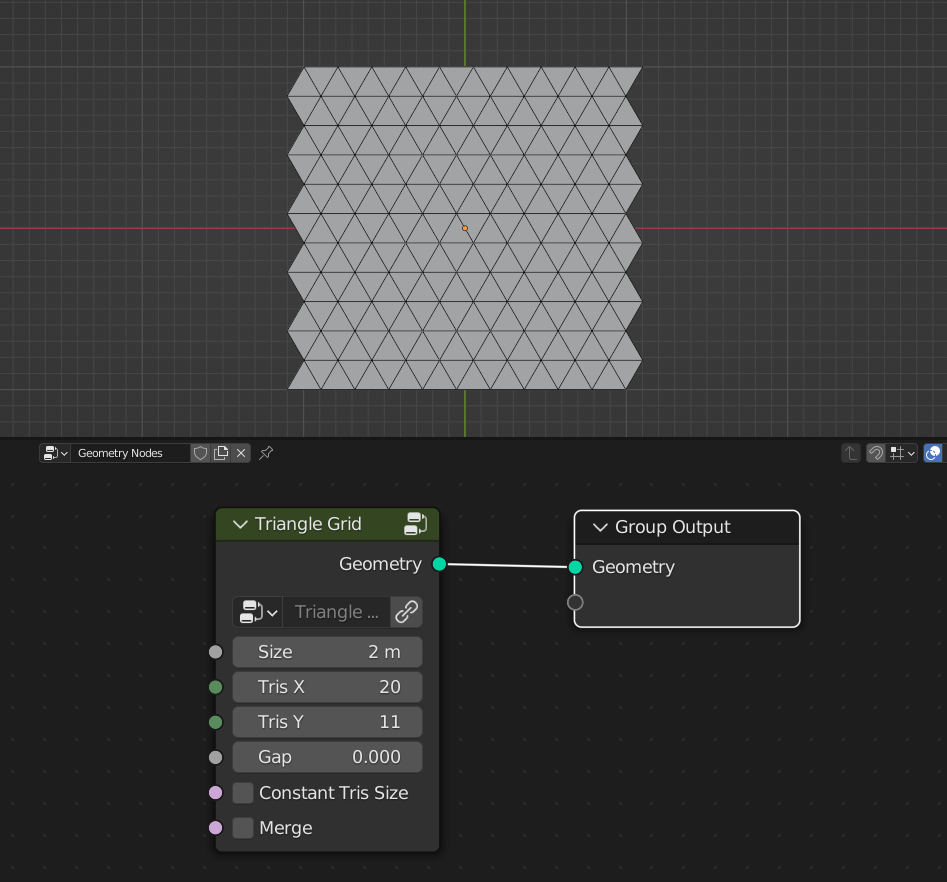 Geometry Nodes
Triangle Grid
Geometry
Triangle ...
Size 2 m
Tris X 20
Tris Y 11
Gap 0.000
Constant Tris Size
Merge
Group Output
Geometry